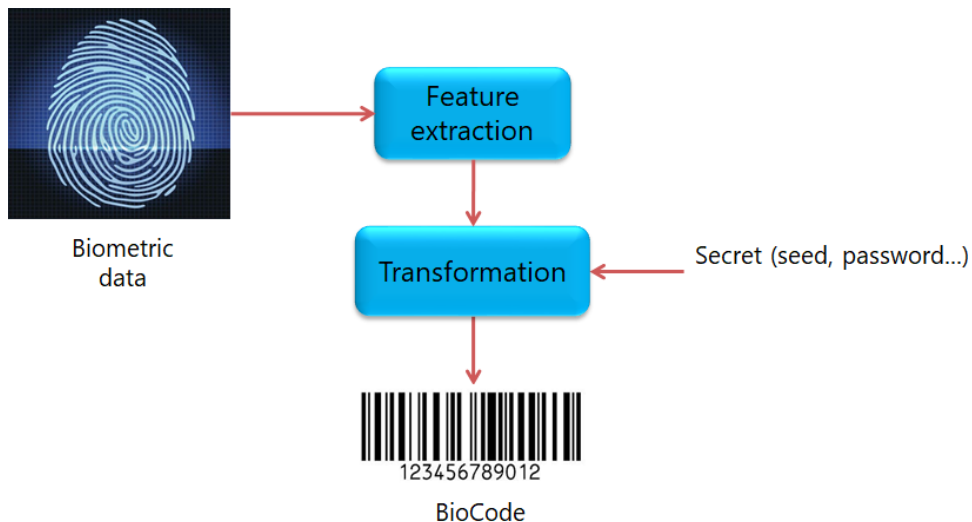 Feature
extraction
Biometric
data
Transformation
Secret (seed, password...)
123456789012
BioCode